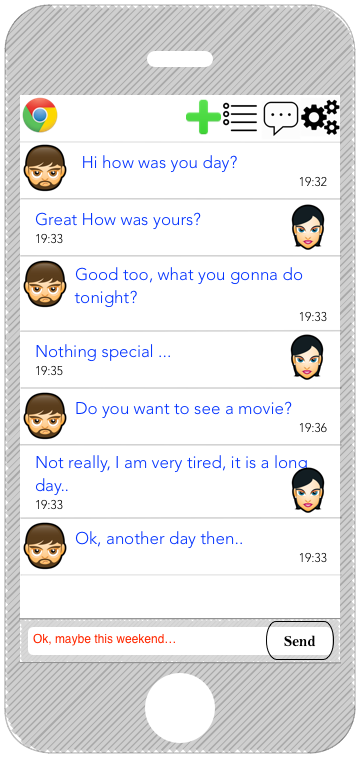 Hi how was you day?
19:32
Great How was yours?
19:33
Good too, what you gonna do
tonight?
19:33
Nothing special ...
19:35
Do you want to see a movie?
19:36
Not really, I am very tired, it is a long
day..
19:33
Ok, another day then..
19:33
Ok, maybe this weekend...
Send